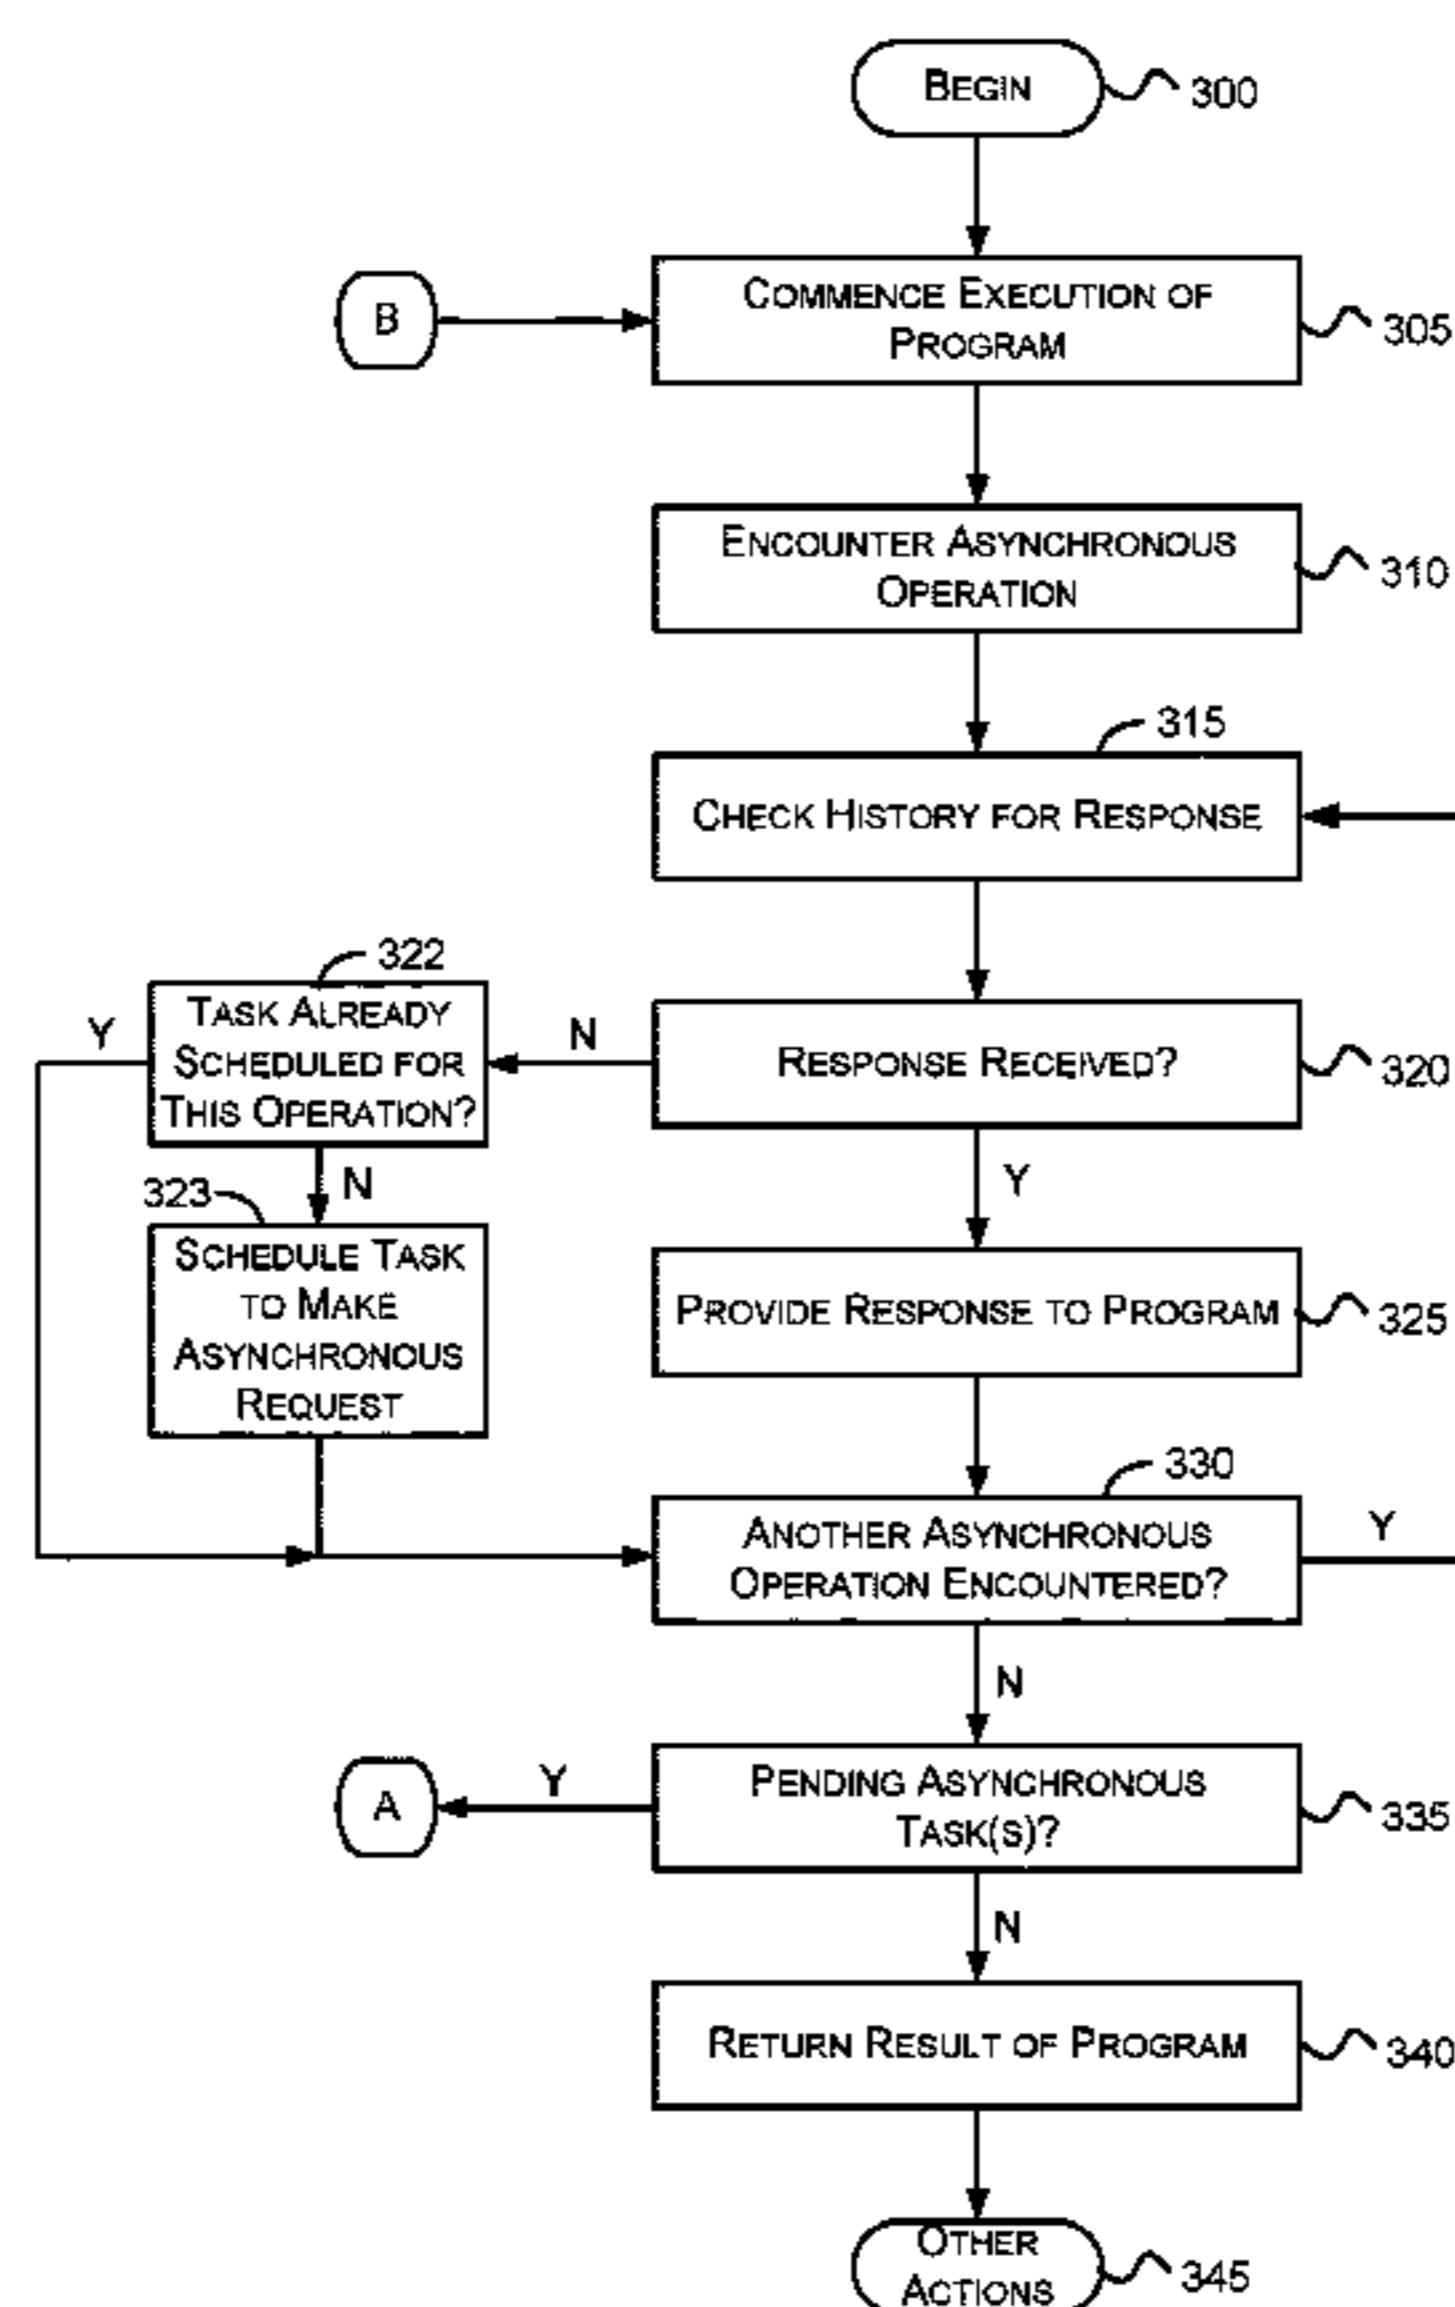 BEGIN
300
B
COMMENCE EXECUTION OF
PROGRAM
305
ENCOUNTER ASYNCHRONOUS
OPERATION
310
315
CHECK HISTORY FOR RESPONSE
322
TASK ALREADY
SCHEDULED FOR
THIS OPERATION?
Y
N
RESPONSE RECEIVED?
320
N
Y
323
SCHEDULE TASK
TO MAKE
ASYNCHRONOUS
REQUEST
PROVIDE RESPONSE TO PROGRAM
325
330
ANOTHER ASYNCHRONOUS
OPERATION ENCOUNTERED?
Y
N
A
Y
PENDING ASYNCHRONOUS
TASK(S)?
335
N
RETURN RESULT OF PROGRAM
340
OTHER
ACTIONS
345